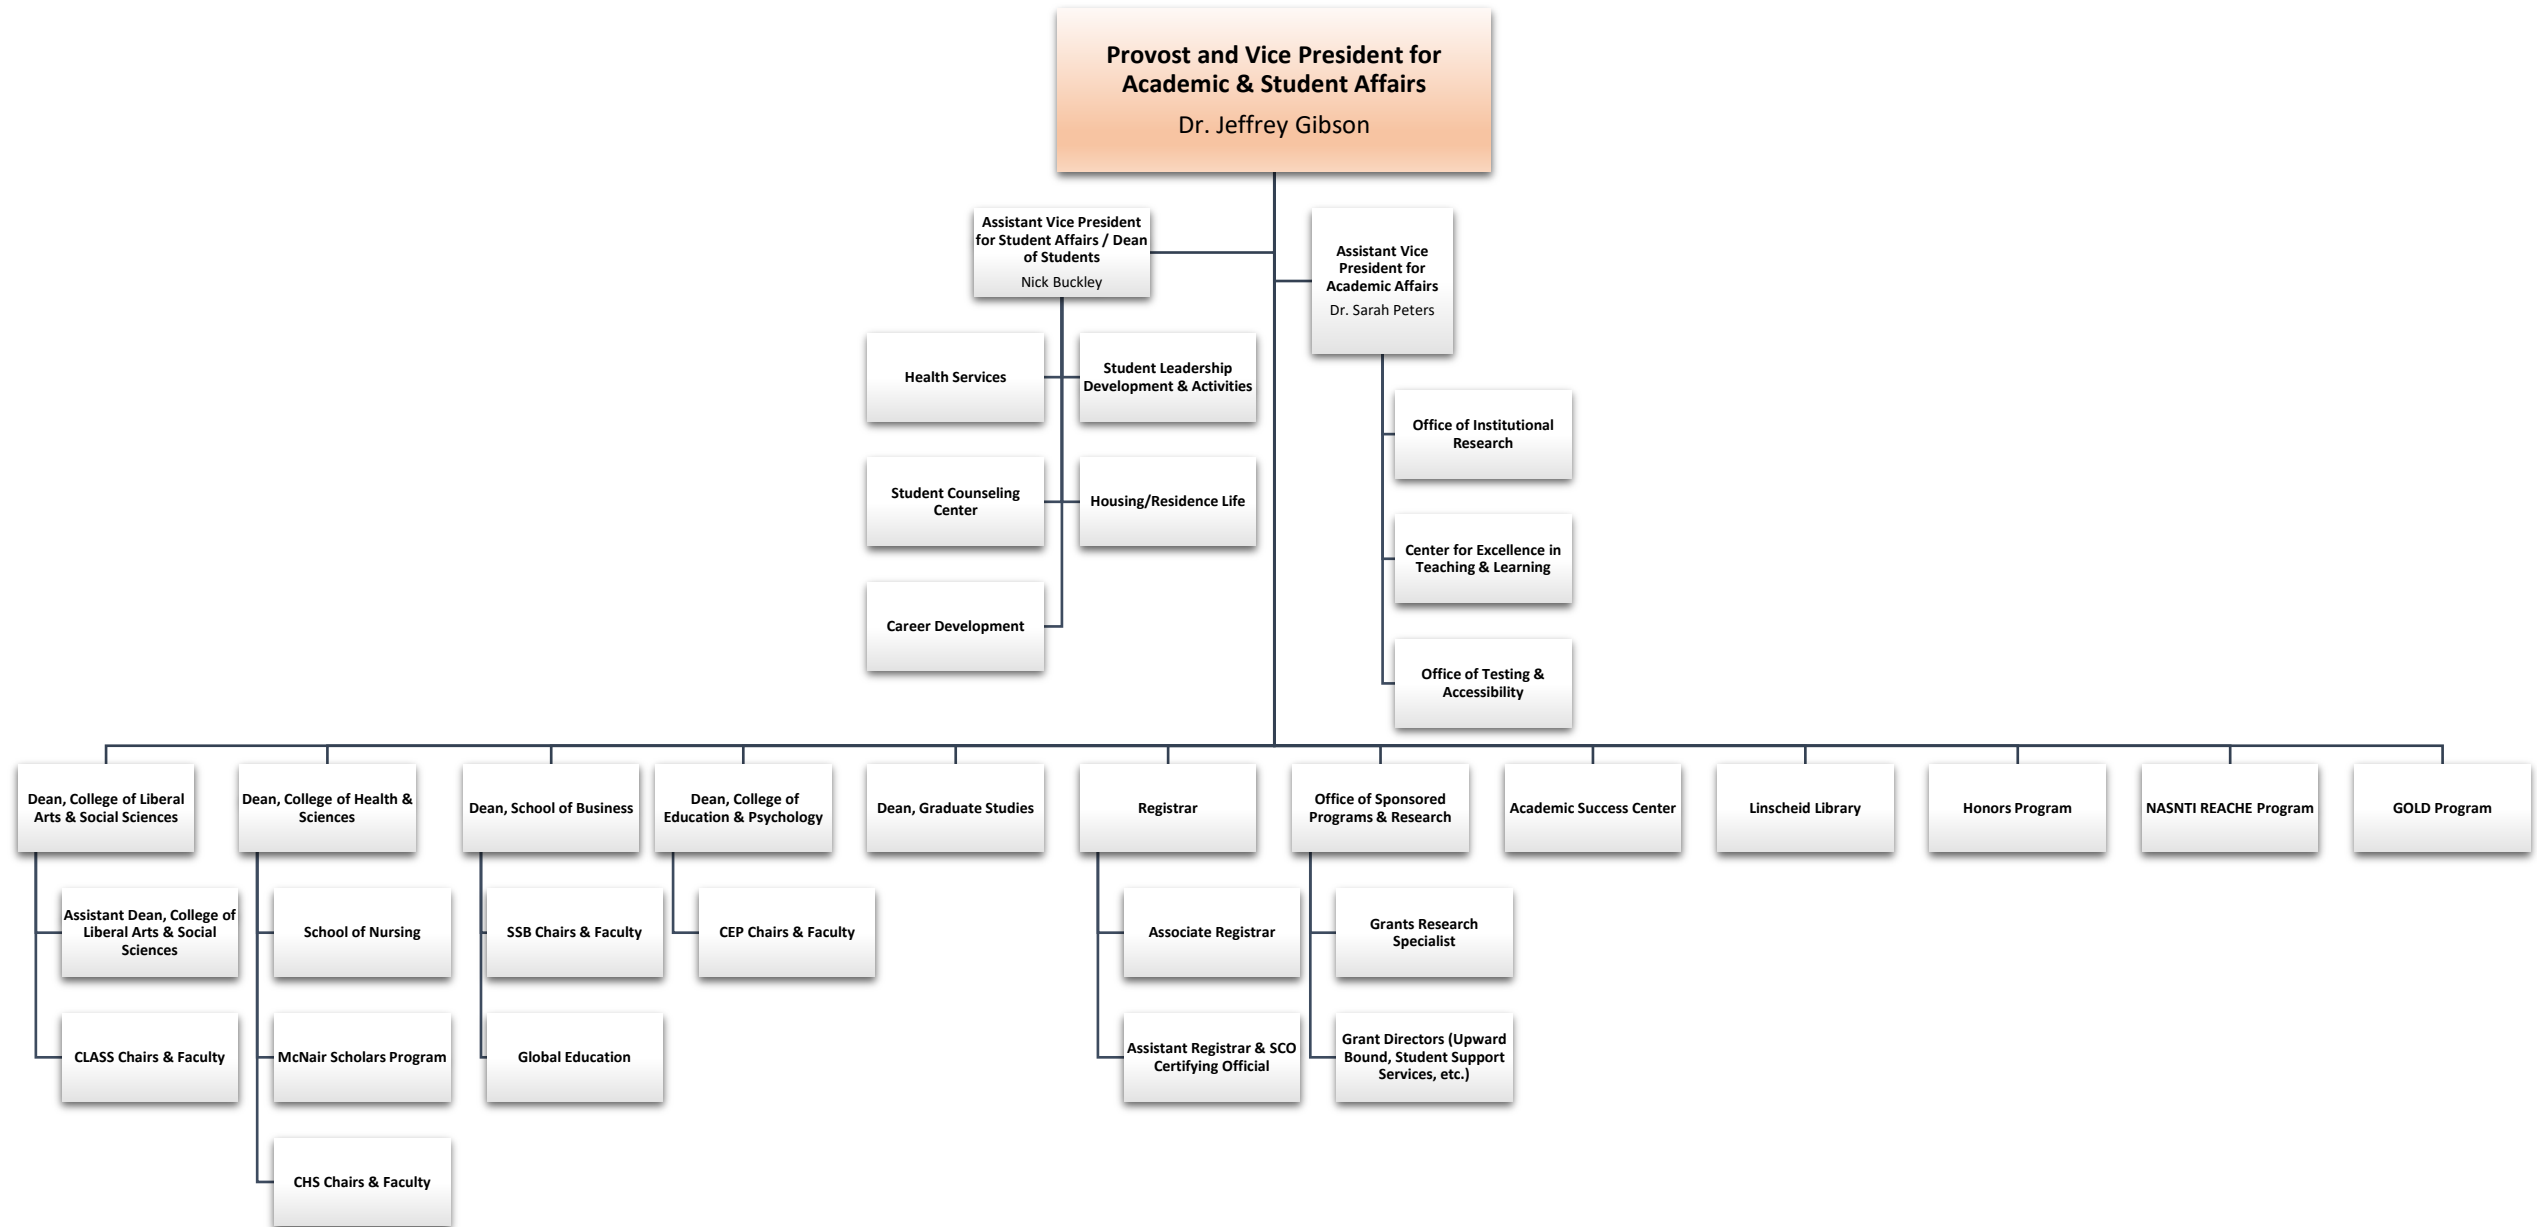 Provost and Vice President for
Academic & Student Affairs
Dr. Jeffrey Gibson
Assistant Vice President
for Student Affairs / Dean
of Students
Nick Buckley
Assistant Vice
President for
Academic Affairs
Dr. Sarah Peters
Health Services
Student Leadership
Development & Activities
Student Counseling
Center
Housing/Residence Life
Career Development
Office of Institutional
Research
Center for Excellence in
Teaching & Learning
Office of Testing &
Accessibility
Dean, College of Liberal
Arts & Social Sciences
Dean, College of Health &
Sciences
Dean, School of Business
Dean, College of
Education & Psychology
Dean, Graduate Studies
Registrar
Office of Sponsored
Programs & Research
Academic Success Center
Linscheid Library
Honors Program
NASNTI REACHE Program
GOLD Program
Assistant Dean, College of
Liberal Arts & Social
Sciences
CLASS Chairs & Faculty
School of Nursing
McNair Scholars Program
CHS Chairs & Faculty
SSB Chairs & Faculty
Global Education
CEP Chairs & Faculty
Associate Registrar
Assistant Registrar & SCO
Certifying Official
Grants Research
Specialist
Grant Directors (Upward
Bound, Student Support
Services, etc.)